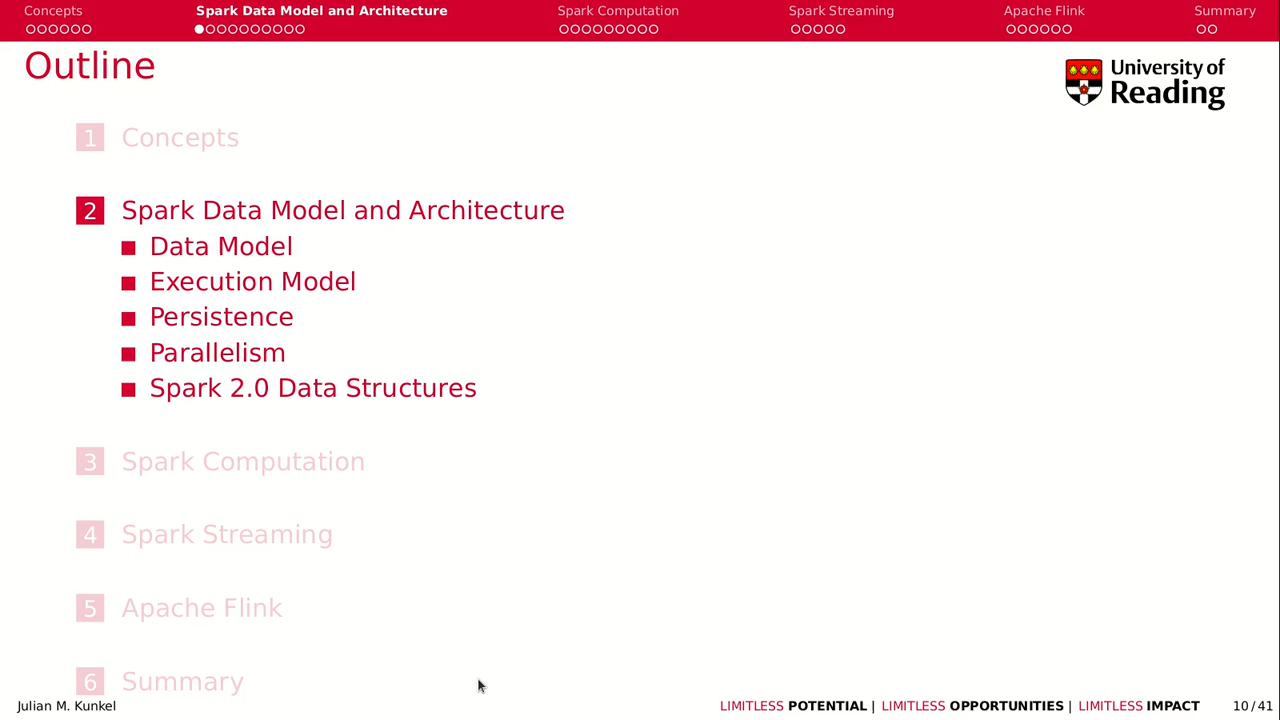 Concepts Spark Data Model and Architecture Spark Computation Spark Streaming Apache Flink Summary
Outline
University of
Reading
1 Concepts
2 Spark Data Model and Architecture
Data Model
Execution Model
Persistence
Parallelism
Spark 2.0 Data Structures
3 Spark Computation
4 Spark Streaming
5 Apache Flink
6 Summary
Julian M. Kunkel LIMITLESS POTENTIAL | LIMITLESS OPPORTUNITIES | LIMITLESS IMPACT 10/41